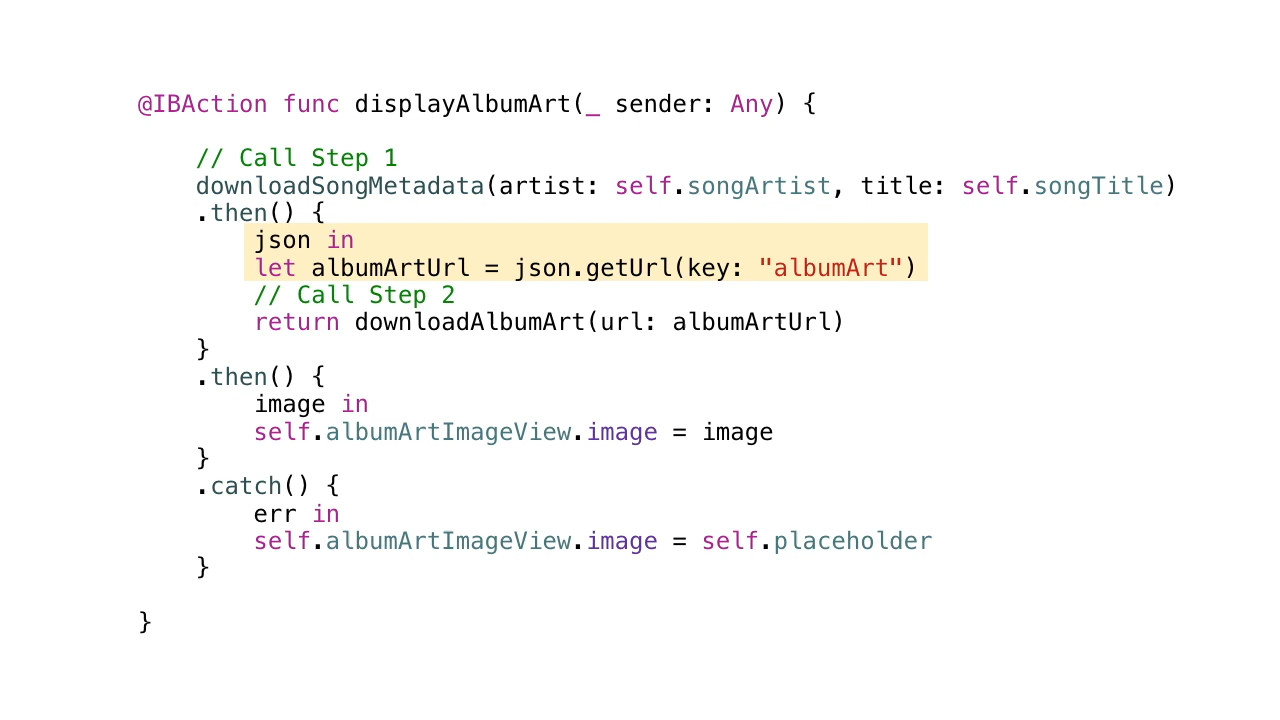 @IBAction func displayAlbumArt(_ sender: Any) {
// Call Step 1
downloadSongMetadata(artist: self.songArtist, title: self.songTitle)
.then() {
json in
let albumArtUrl = json.getUrl(key: "albumArt")
// Call Step 2
return downloadAlbumArt(url: albumArtUrl)
}
.then() {
image in
self.albumArtImageView.image = image
}
.catch() {
err in
self.albumArtImageView.image = self.placeholder
}
}